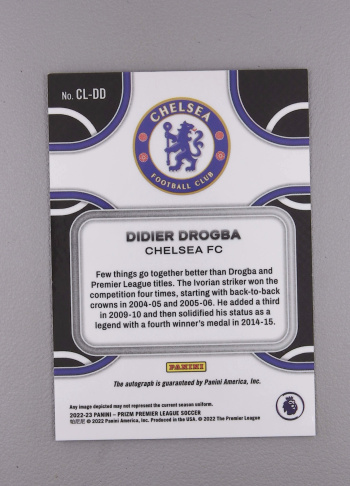 No. CL-DD
CHELSEA
FOOTBALL CLUB
DIDIER DROGBA
CHELSEA FC
Few things go together better than Drogba and
Premier League titles. The Ivorian striker won the
competition four times, starting with back-to-back
crowns in 2004-05 and 2005-06. He added a third
in 2009-10 and then solidified his status as a
legend with a fourth winner's medal in 2014-15.
PANINI
The autograph is guaranteed by Panini America, Inc.
Any image depicted may not represent the current season uniform.
2022-23 PANINI – PRIZM PREMIER LEAGUE SOCCER
帕尼尼 © 2022 Panini America, Inc. Produced in the USA. © 2022 The Premier League